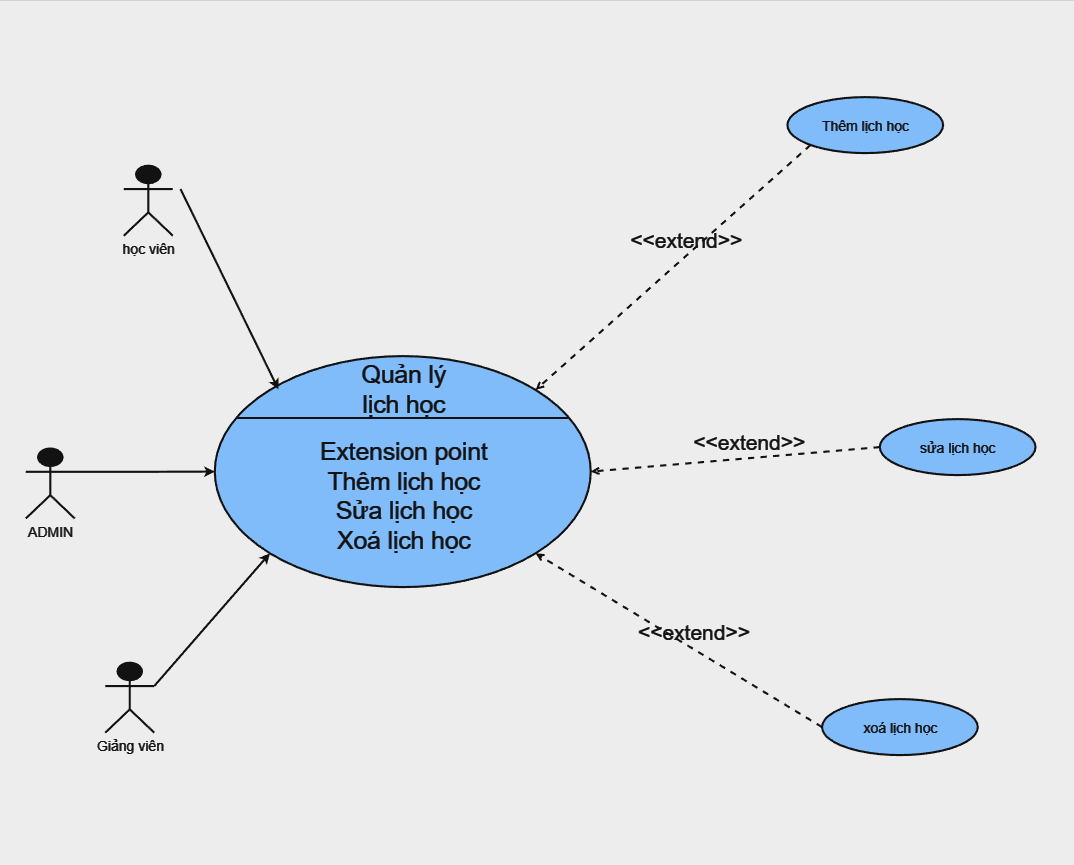 Thêm lịch học
học viên
<<extend>>
Quản lý
lịch học
Extension point
Thêm lịch học
Sửa lịch học
Xoá lịch học
<<extend>>
sửa lịch học
ADMIN
<<extend>>
xoá lịch học
Giảng viên